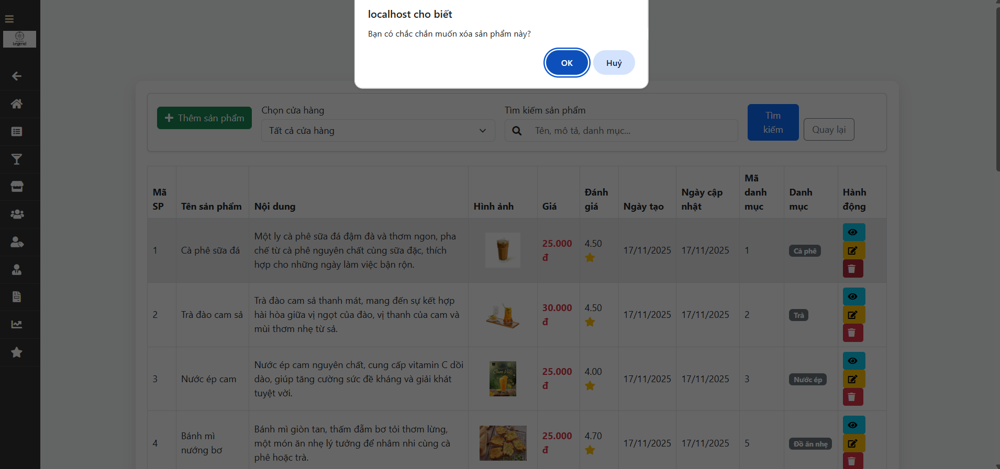 localhost cho biết
Bạn có chắc chắn muốn xóa sản phẩm này?
OK
Huỷ
Legend
Thêm sản phẩm
Chọn cửa hàng
Tất cả cửa hàng
Tìm kiếm sản phẩm
Tên, mô tả, danh mục...
Tìm
kiếm
Quay lại
Mã
SP
Tên sản phẩm
Nội dung
Hình ảnh
Giá
Đánh
giá
Ngày tạo
Ngày cập
nhật
Mã
danh
mục
Danh
mục
Hành
động
1
Cà phê sữa đá
Một ly cà phê sữa đá đậm đà và thơm ngon, pha
chế từ cà phê nguyên chất cùng sữa đặc, thích
hợp cho những ngày làm việc bận rộn.
25.000
đ
4.50
17/11/2025
17/11/2025
1
Cà phê
2
Trà đào cam sả
Trà đào cam sả thanh mát, mang đến sự kết hợp
hài hòa giữa vị ngọt của đào, vị thanh của cam và
mùi thơm nhẹ từ sả.
30.000
đ
4.50
17/11/2025
17/11/2025
2
Trà
3
Nước ép cam
Nước ép cam nguyên chất, cung cấp vitamin C dồi
dào, giúp tăng cường sức đề kháng và giải khát
tuyệt vời.
25.000
đ
4.00
17/11/2025
17/11/2025
3
Nước ép
4
Bánh mì
nướng bơ
Bánh mì giòn tan, thấm đẫm bơ tỏi thơm lừng,
một món ăn nhẹ lý tưởng để nhâm nhi cùng cà
phê hoặc trà.
25.000
đ
4.70
17/11/2025
17/11/2025
5
Đồ ăn nhẹ